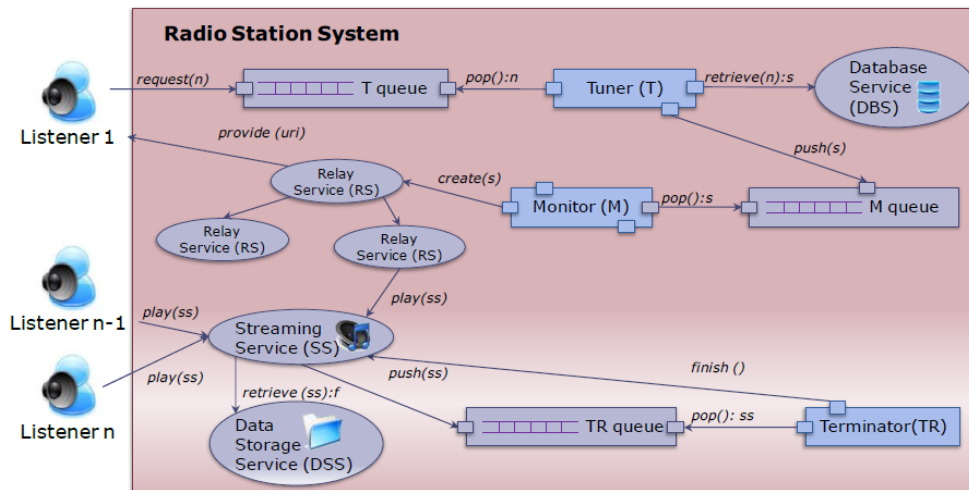 Radio Station System
request(n)
T queue
pop():n
Tuner (T)
retrieve(n):s
Database
Service
(DBS)
Listener 1
provide (uri)
push(s)
Relay
Service (RS)
create(s)
Monitor (M)
pop():s
M queue
Relay
Service (RS)
Relay
Service (RS)
Listener n-1
play(ss)
play(ss)
Streaming
Service (SS)
finish ()
play(ss)
push(ss)
retrieve (ss):f
Listener n
Data
Storage
Service (DSS)
TR queue
pop(): ss
Terminator(TR)